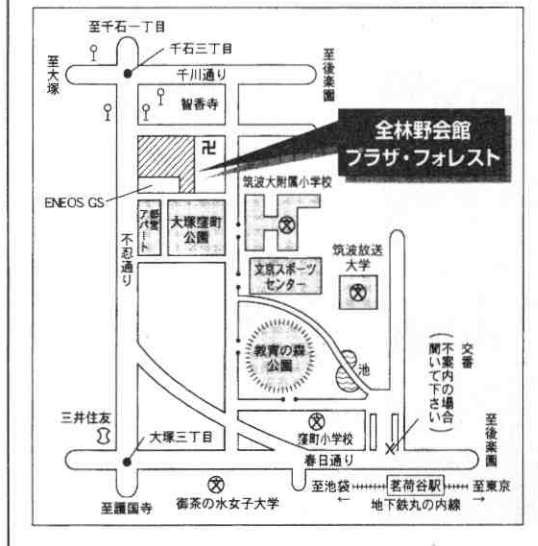 至千石一丁目
千石三丁目
至大塚
千川通り
至後楽園
智香寺
卍
全林野会館
プラザ・フォレスト
筑波大附属小学校
ENEOS GS
都営アパート
大塚窪町
公園
文
不忍通り
文京スポーツ
センター
筑波放送
大学
文
教育の森
公園
池
交番
(不案内の場合
聞いて下さい)
三井住友
大塚三丁目
文
窪町小学校
春日通り
至後楽園
文
御茶の水女子大学
至護国寺
至池袋
茗荷谷駅
至東京
地下鉄丸の内線